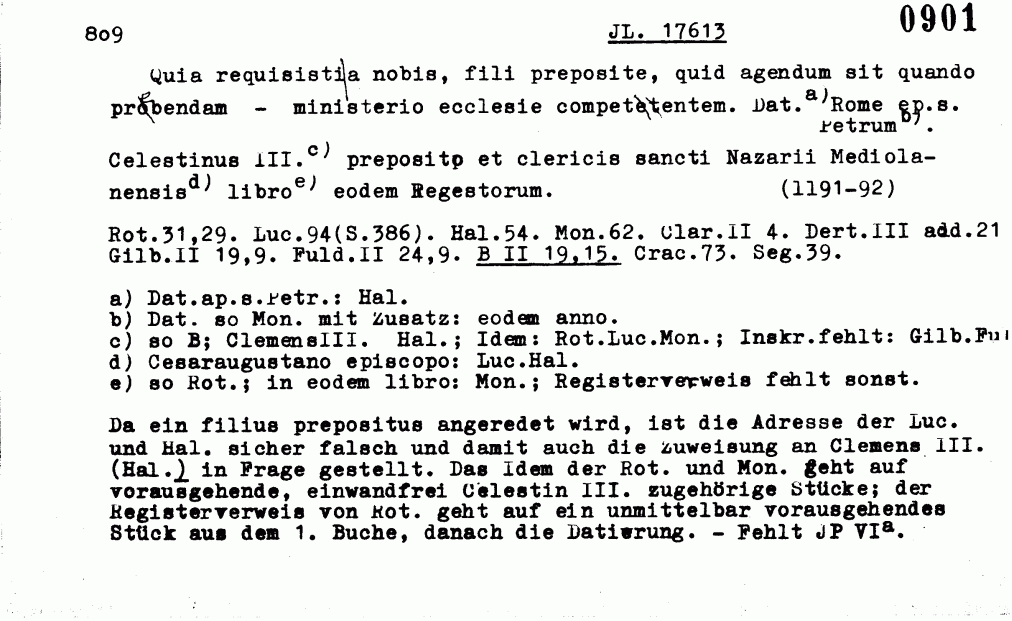 809 JL. 17613 0901
Quia requisistia nobis, fili preposite, quid agendum sit quando
prebendam - ministerio ecclesie competentem. Dat.a) Rome ap.s.
Petrum b).
Celestinus III.c) preposito et clericis sancti Nazarii Mediola-
nensis d) libro e) eodem Regestorum. (1191-92)
Rot.31,29. Luc.94(S.386). Hal.54. Mon.62. Clar.II 4. Dert.III add.21
Gilb.II 19,9. Fuld.II 24,9. B II 19,15. Crac.73. Seg.39.
a) Dat.ap.s.Petr.: Hal.
b) Dat. so Mon. mit Zusatz: eodem anno.
c) so B; ClemensIII. Hal.; Idem: Rot.Luc.Mon.; Inskr.fehlt: Gilb.Ful
d) Cesaraugustano episcopo: Luc.Hal.
e) so Rot.; in eodem libro: Mon.; Registerverweis fehlt sonst.
Da ein filius prepositus angeredet wird, ist die Adresse der Luc.
und Hal. sicher falsch und damit auch die Zuweisung an Clemens III.
(Hal.) in Frage gestellt. Das Idem der Rot. und Mon. geht auf
vorausgehende, einwandfrei Celestin III. zugehörige Stücke; der
Registerverweis von Rot. geht auf ein unmittelbar vorausgehendes
Stück aus dem 1. Buche, danach die Datierung. - Fehlt JP VIa.